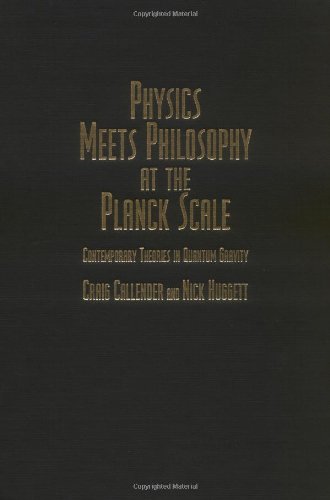 PHYSICS
MEETS PHILOSOPHY
AT THE
PLANCK SCALE
CONTEMPORARY THEORIES IN QUANTUM GRAVITY
CRAIG CALLENDER AND NICK HUGGETT